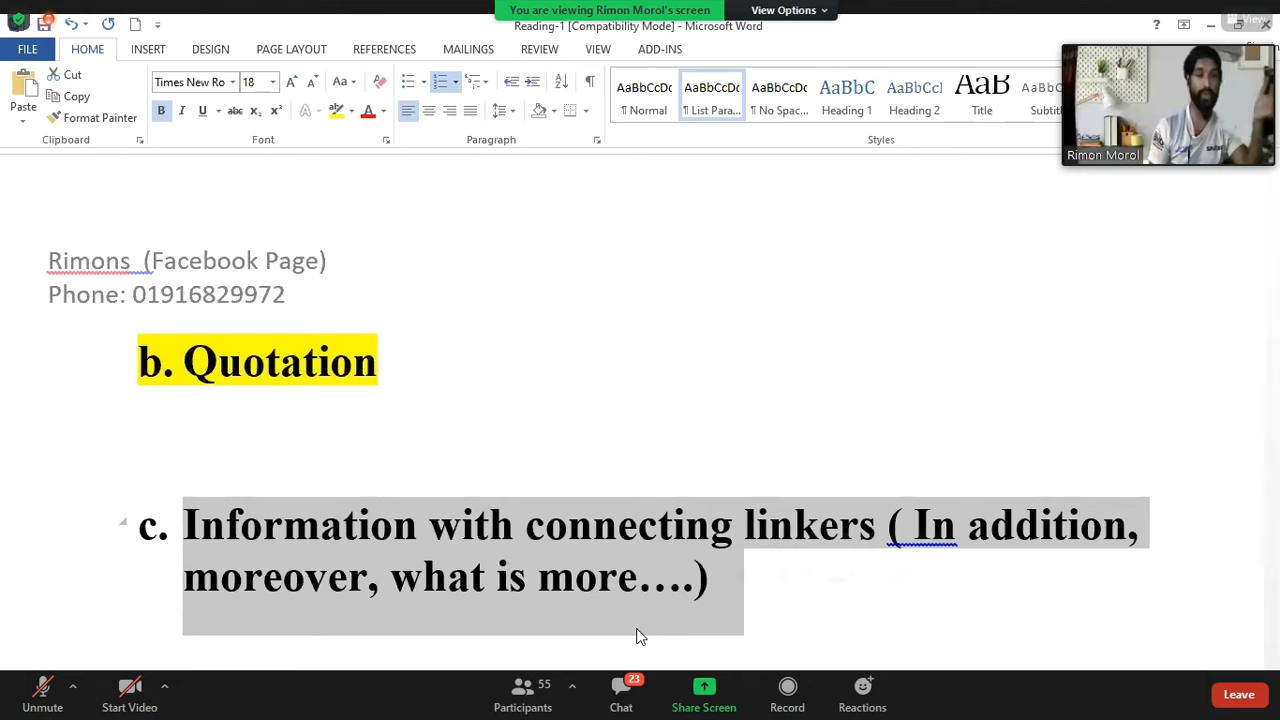 You are viewing Rimon Morol's screen
View Options
View
Reading-1 [Compatibility Mode] - Microsoft Word
FILE HOME INSERT DESIGN PAGE LAYOUT REFERENCES MAILINGS REVIEW VIEW ADD-INS
Paste
Cut
Copy
Format Painter
Clipboard
Times New Ro 18
Font
Paragraph
AaBbCcDc AaBbCcDc AaBbCcDc AaBbC AaBbCcI AaB AaBbCcD
¶ Normal ¶ List Para... ¶ No Spac... Heading 1 Heading 2 Title Subtitl
Styles
Rimon Morol
Rimons (Facebook Page)
Phone: 01916829972
b. Quotation
c. Information with connecting linkers ( In addition,
moreover, what is more….)
Unmute Start Video Participants 55 Chat 23 Share Screen Record Reactions Leave